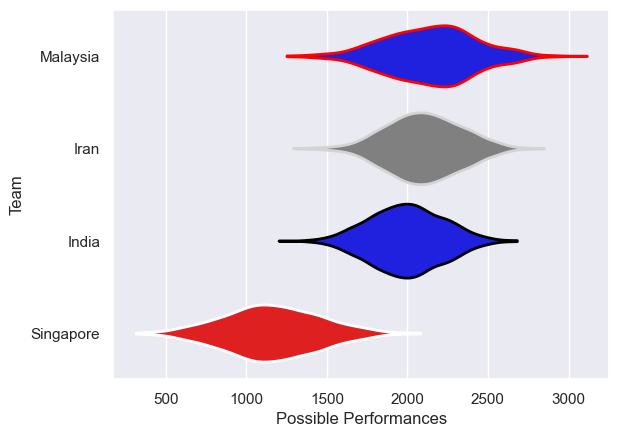 Malaysia
Iran
India
Singapore
Team
500 1000 1500 2000 2500 3000
Possible Performances